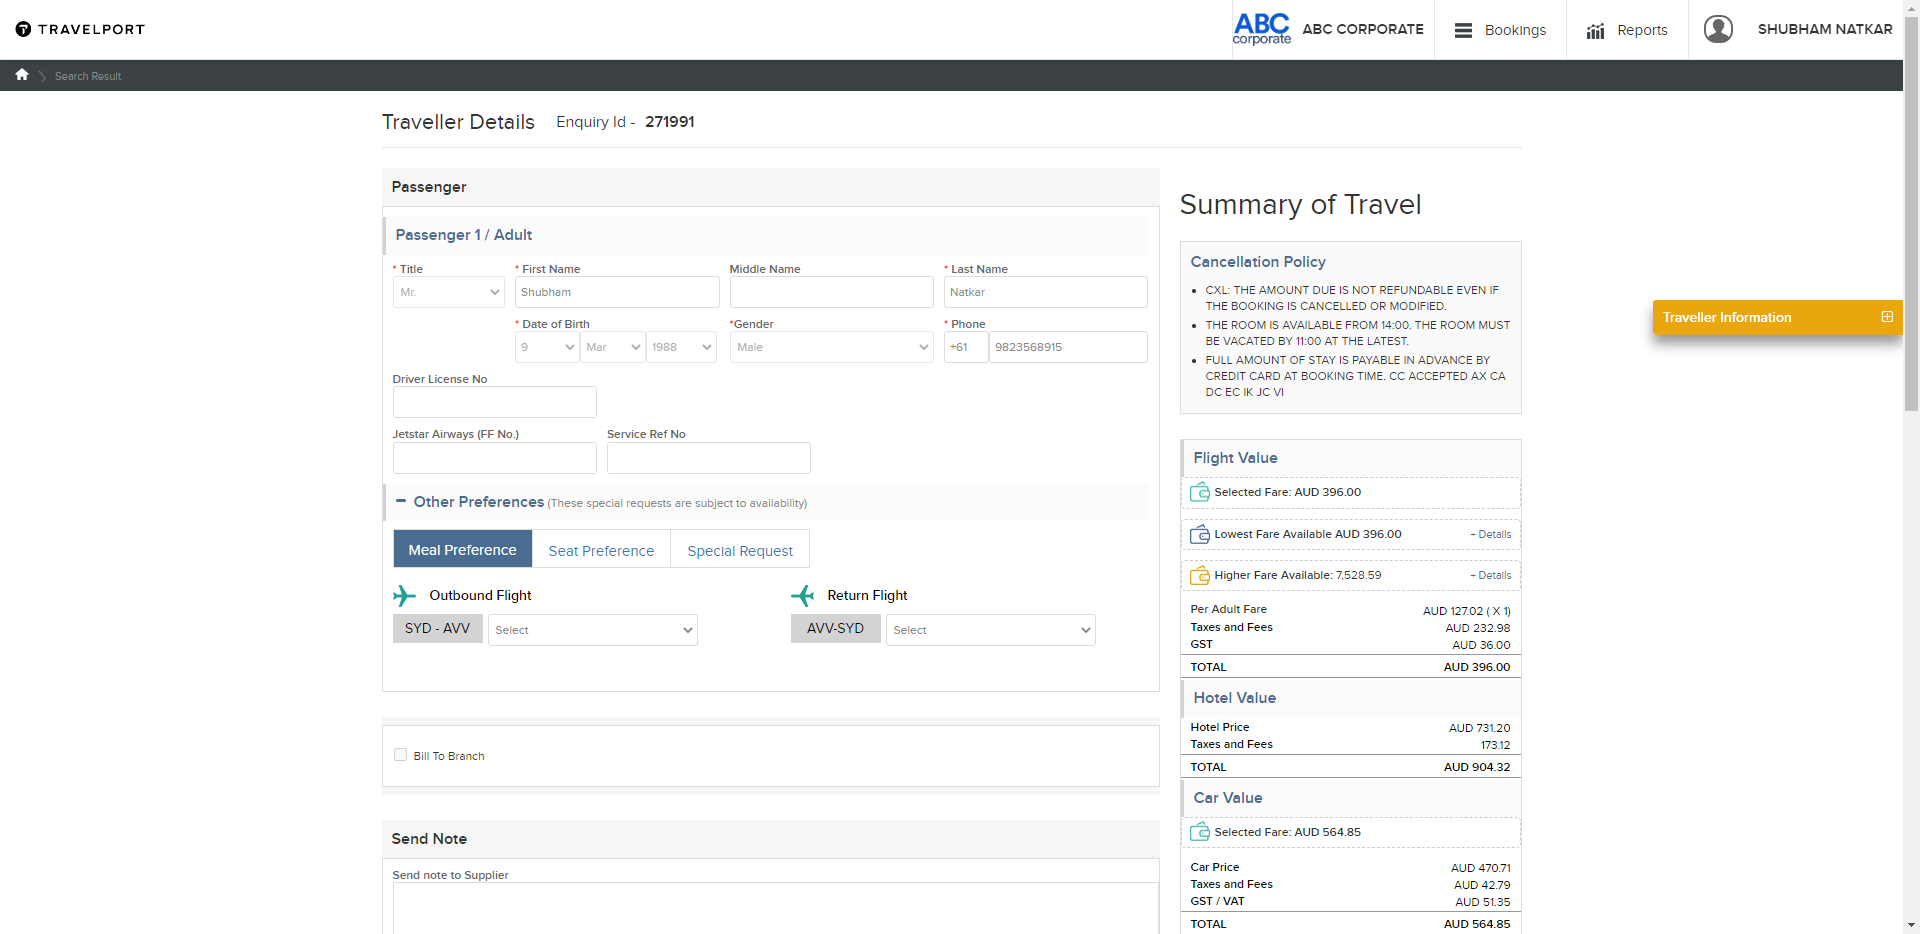 TRAVELPORT
ABC
corporate
ABC CORPORATE
Bookings
Reports
SHUBHAM NATKAR
Search Result
Traveller Details
Enquiry Id - 271991
Passenger
Passenger 1 / Adult
* Title
* First Name
Middle Name
* Last Name
Mr.
Shubham
Natkar
* Date of Birth
*Gender
* Phone
9
Mar
1988
Male
+61
9823568915
Driver License No
Jetstar Airways (FF No.)
Service Ref No
Other Preferences (These special requests are subject to availability)
Meal Preference
Seat Preference
Special Request
Outbound Flight
Return Flight
SYD - AVV
Select
AVV-SYD
Select
Bill To Branch
Send Note
Send note to Supplier
Summary of Travel
Cancellation Policy
• CXL: THE AMOUNT DUE IS NOT REFUNDABLE EVEN IF
THE BOOKING IS CANCELLED OR MODIFIED.
• THE ROOM IS AVAILABLE FROM 14:00. THE ROOM MUST
BE VACATED BY 11:00 AT THE LATEST.
• FULL AMOUNT OF STAY IS PAYABLE IN ADVANCE BY
CREDIT CARD AT BOOKING TIME. CC ACCEPTED AX CA
DC EC IK JC VI
Flight Value
Selected Fare: AUD 396.00
Lowest Fare Available AUD 396.00
+ Details
Higher Fare Available: 7,528.59
+ Details
Per Adult Fare
AUD 127.02 ( X 1)
Taxes and Fees
AUD 232.98
GST
AUD 36.00
TOTAL
AUD 396.00
Hotel Value
Hotel Price
AUD 731.20
Taxes and Fees
173.12
TOTAL
AUD 904.32
Car Value
Selected Fare: AUD 564.85
Car Price
AUD 470.71
Taxes and Fees
AUD 42.79
GST / VAT
AUD 51.35
TOTAL
AUD 564.85
Traveller Information